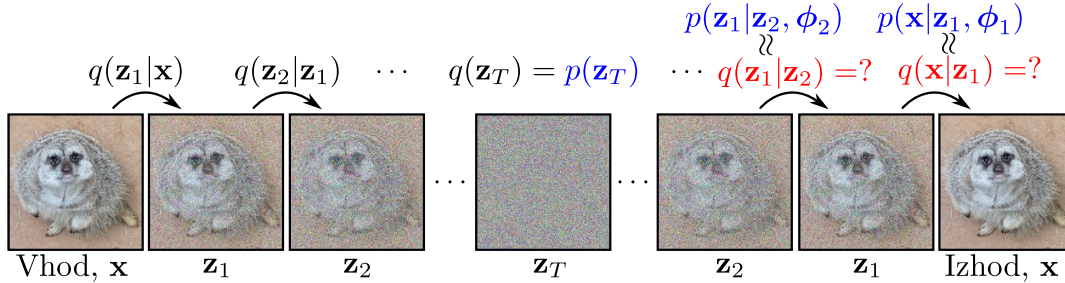 p(z₁|z₂, ϕ₂) p(x|z₁, ϕ₁)
≈ ≈
q(z₁|x) q(z₂|z₁) ··· q(z_T) = p(z_T) ··· q(z₁|z₂) =? q(x|z₁) =?
··· ···
Vhod, x z₁ z₂ z_T z₂ z₁ Izhod, x